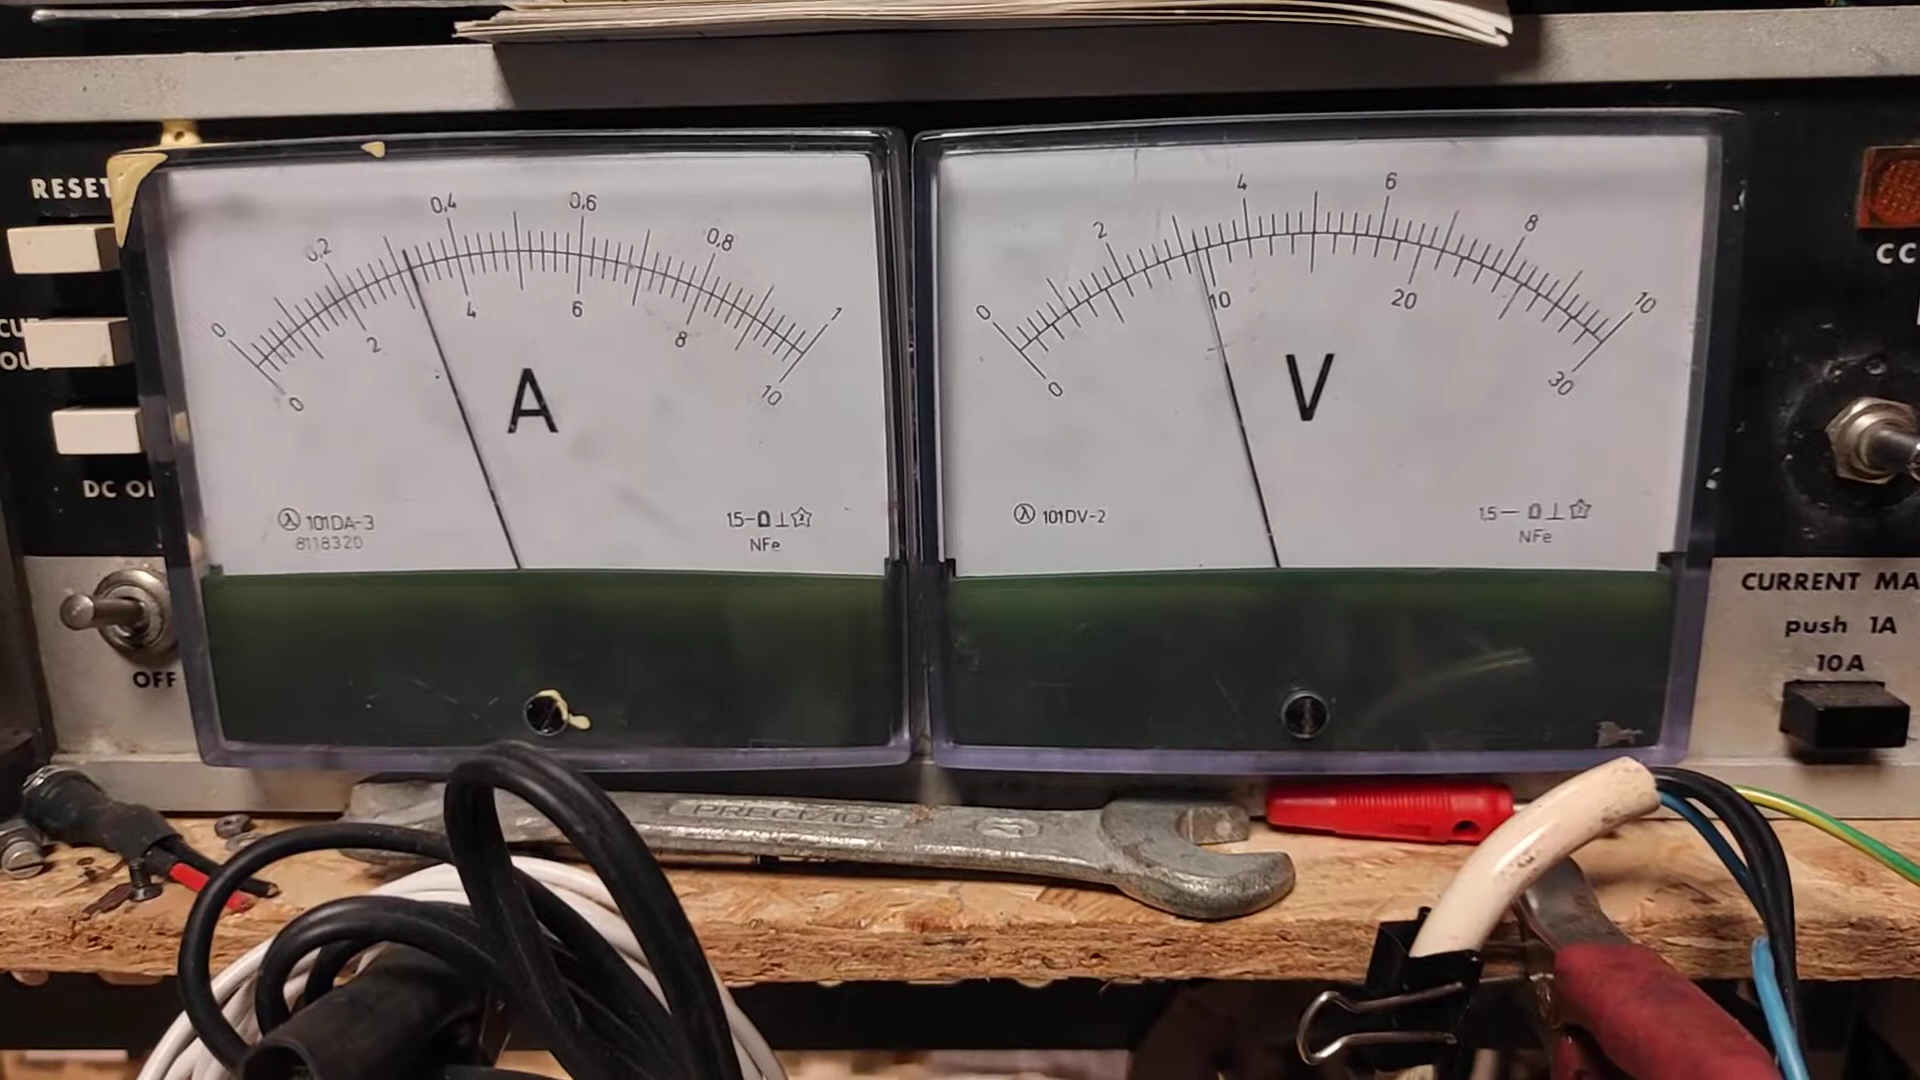 RESET
DC O
OFF
0
0,2
0,4
0,6
0,8
1
0
2
4
6
8
10
A
101DA-3
8118320
1,5
NFe
0
2
4
6
8
10
0
10
20
30
V
101DV-2
1,5
NFe
CC
CURRENT MA
push 1A
10A
PRECIZIOS